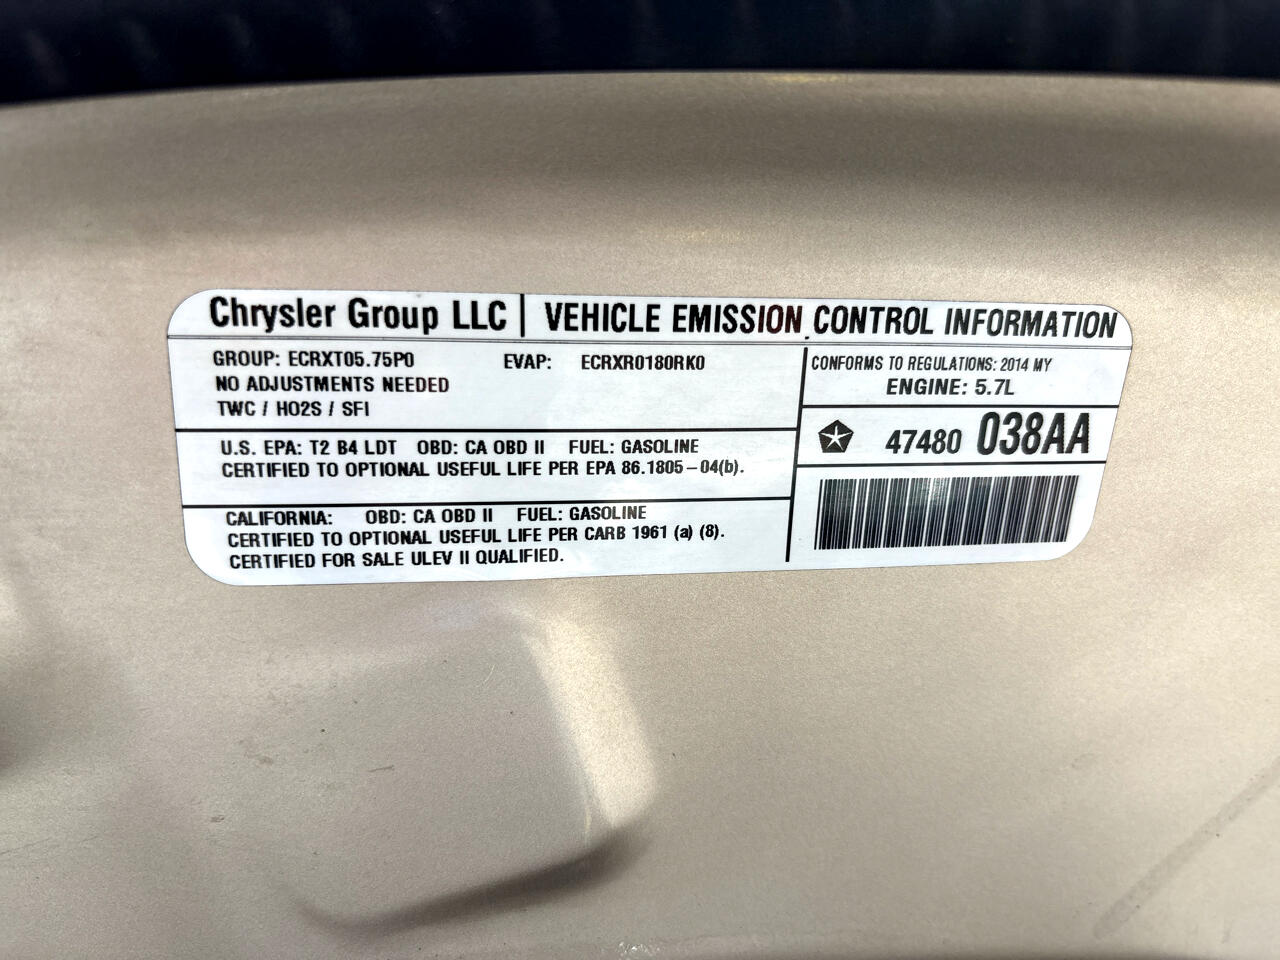 Chrysler Group LLC | VEHICLE EMISSION CONTROL INFORMATION
GROUP: ECRXT05.75P0 EVAP: ECRXR0180RK0
NO ADJUSTMENTS NEEDED
TWC / HO2S / SFI
CONFORMS TO REGULATIONS: 2014 MY
ENGINE: 5.7L
47480 038AA
U.S. EPA: T2 B4 LDT OBD: CA OBD II FUEL: GASOLINE
CERTIFIED TO OPTIONAL USEFUL LIFE PER EPA 86.1805-04(b).
CALIFORNIA: OBD: CA OBD II FUEL: GASOLINE
CERTIFIED TO OPTIONAL USEFUL LIFE PER CARB 1961 (a) (8).
CERTIFIED FOR SALE ULEV II QUALIFIED.